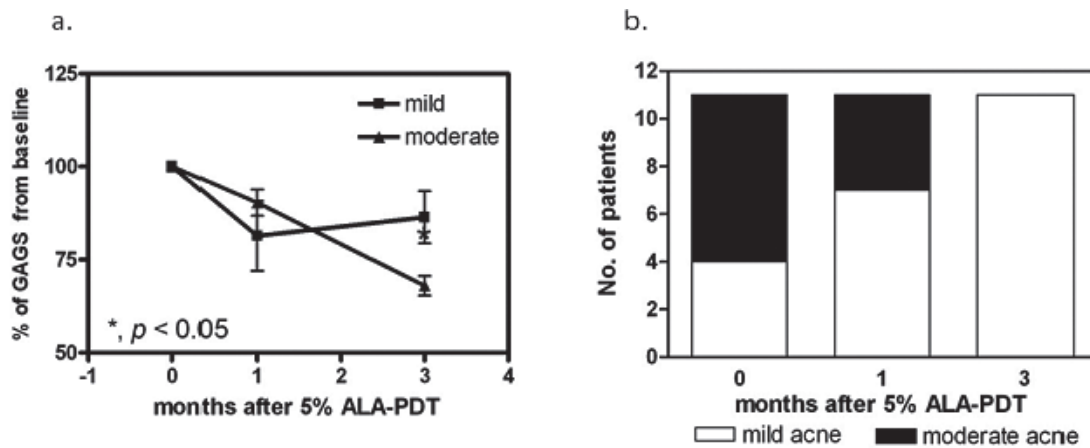 a.
125
100
75
50
% of GAGS from baseline
mild
moderate
*
*, p < 0.05
-1 0 1 2 3 4
months after 5% ALA-PDT
b.
12
10
8
6
4
2
0
No. of patients
0 1 3
months after 5% ALA-PDT
mild acne moderate acne